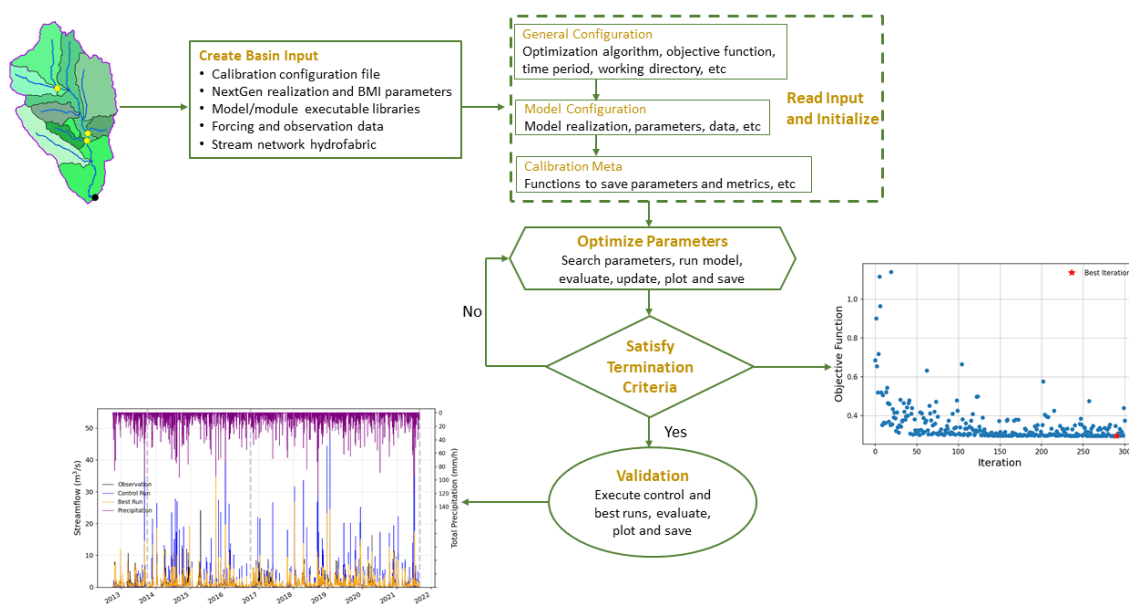 Create Basin Input
• Calibration configuration file
• NextGen realization and BMI parameters
• Model/module executable libraries
• Forcing and observation data
• Stream network hydrofabric
General Configuration
Optimization algorithm, objective function,
time period, working directory, etc
Model Configuration
Model realization, parameters, data, etc
Calibration Meta
Functions to save parameters and metrics, etc
Read Input
and Initialize
Optimize Parameters
Search parameters, run model,
evaluate, update, plot and save
No
Satisfy
Termination
Criteria
Yes
Validation
Execute control and
best runs, evaluate,
plot and save
Best Iteration
Objective Function
1.0
0.8
0.6
0.4
0
50
100
150
200
250
300
Iteration
Streamflow (m³/s)
50
40
30
20
10
0
Observation
Control Run
Best Run
Precipitation
0
20
40
60
80
100
120
140
Total Precipitation (mm/h)
2013
2014
2015
2016
2017
2018
2019
2020
2021
2022